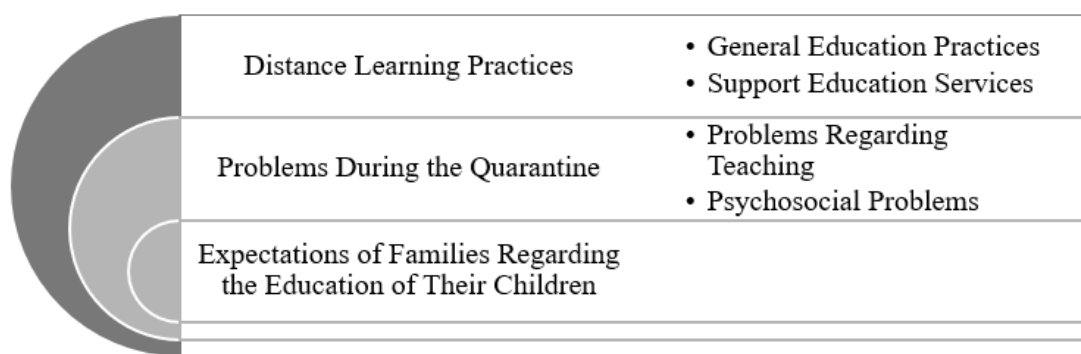 Distance Learning Practices
• General Education Practices
• Support Education Services
Problems During the Quarantine
• Problems Regarding
Teaching
• Psychosocial Problems
Expectations of Families Regarding
the Education of Their Children